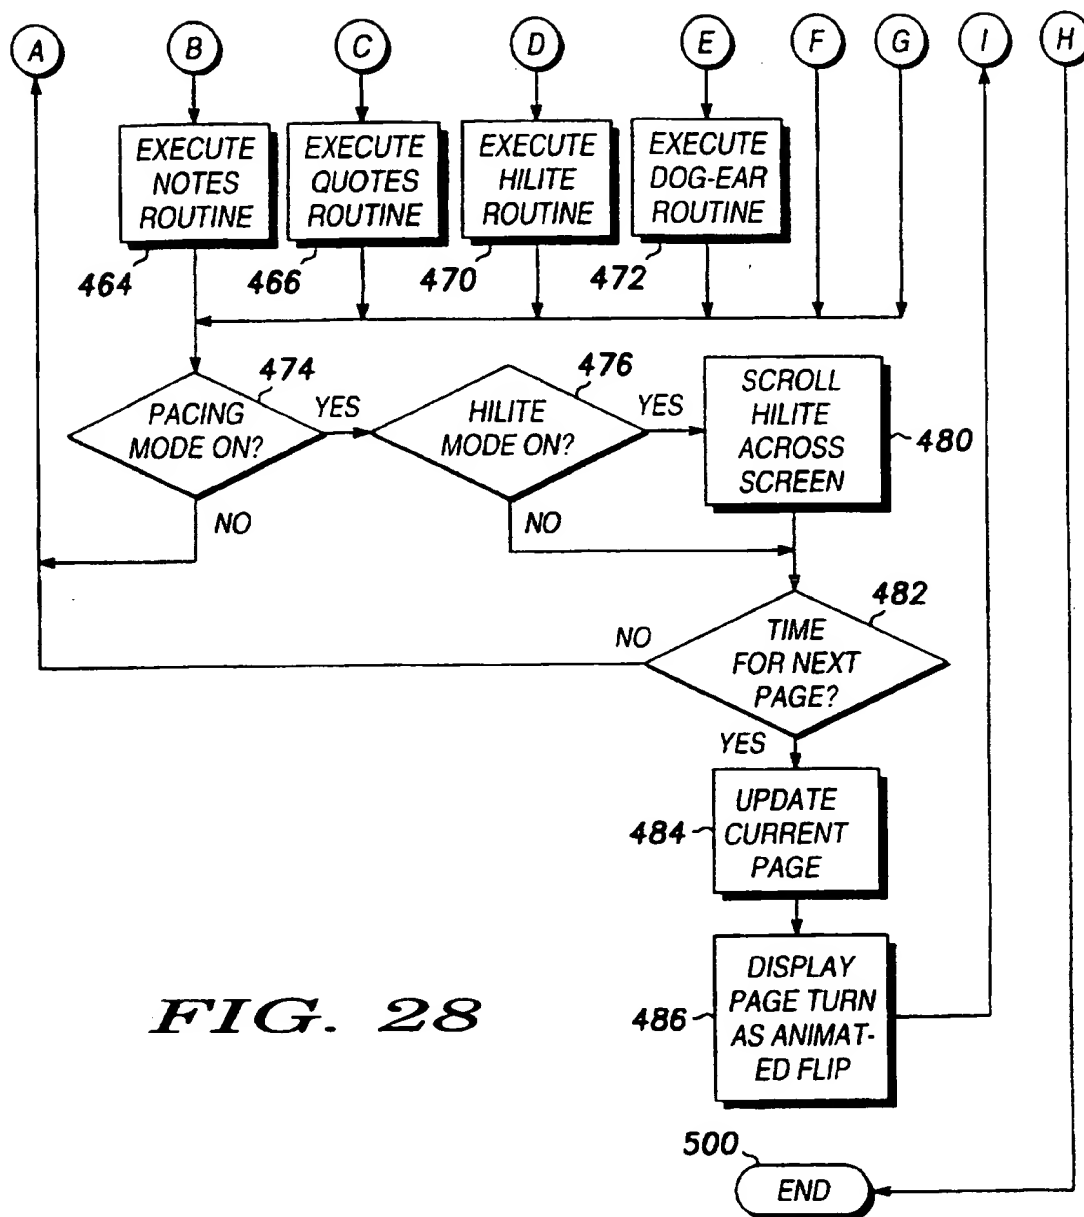 A B C D E F G I H
EXECUTE
NOTES
ROUTINE
464
EXECUTE
QUOTES
ROUTINE
466
EXECUTE
HILITE
ROUTINE
470
EXECUTE
DOG-EAR
ROUTINE
472
PACING
MODE ON?
474
YES
NO
HILITE
MODE ON?
476
YES
NO
SCROLL
HILITE
ACROSS
SCREEN
480
TIME
FOR NEXT
PAGE?
482
NO
YES
UPDATE
CURRENT
PAGE
484
DISPLAY
PAGE TURN
AS ANIMAT-
ED FLIP
486
FIG. 28
500
END